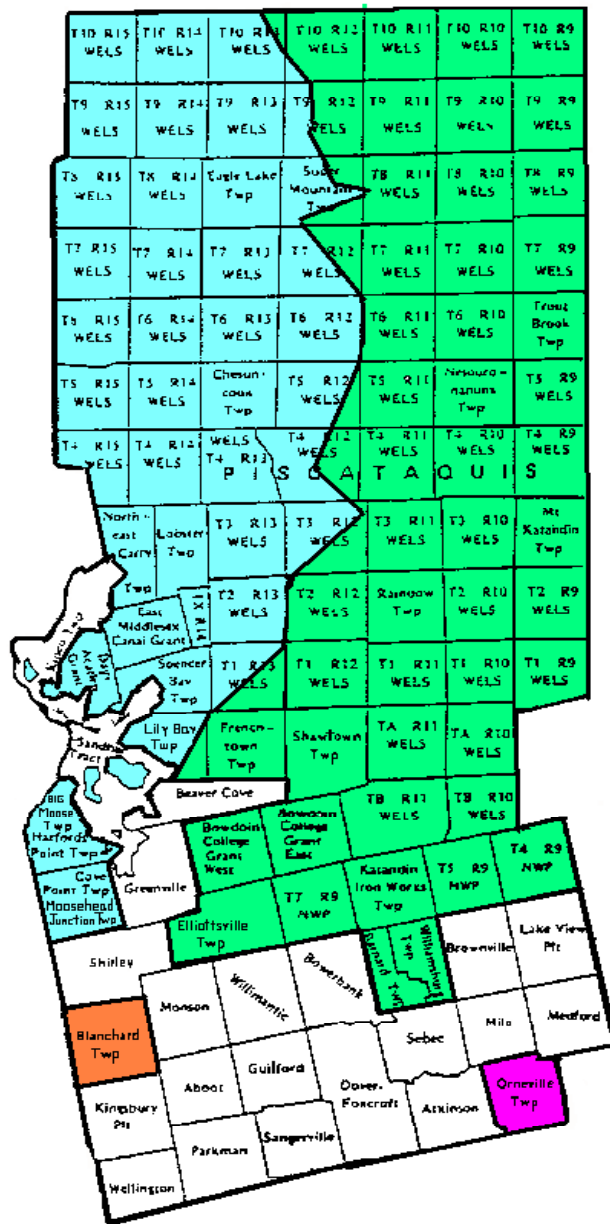 T10 R15 T10 R14 T10 R13 T10 R12 T10 R11 T10 R10 T10 R9
WELS WELS WELS WELS WELS WELS WELS
T9 R15 T9 R14 T9 R13 R12 T9 R11 T9 R10 T9 R9
WELS WELS WELS WELS WELS WELS WELS
T8 R15 T8 R14 Eagle Lake T8 R11 T8 R10 T8 R9
WELS WELS Twp Mountain WELS WELS WELS
Twp
T7 R15 T7 R14 T7 R13 T7 R12 T7 R11 T7 R10 T7 R9
WELS WELS WELS WELS WELS WELS WELS
T6 R15 T6 R14 T6 R13 T6 R12 T6 R11 T6 R10 Trout
WELS WELS WELS WELS WELS WELS Brook
Twp
T5 R15 T5 R14 Chesun-
cook
Twp
T5 R12 T5 R11 T5 R9
WELS WELS WELS WELS WELS
Twp
T4 R15 T4 R14 WELS T4 R12 T4 R11 T4 R10 T4 R9
WELS WELS T4 R13 WELS WELS WELS WELS
PISCATAQUIS
North-
east
Carry
Twp
Lobster
Twp
T3 R13 T3 R12 T3 R11 T3 R10 Mt
WELS WELS WELS WELS Katahdin
Twp
East
Middlesex
Canal Grant
T2 R13 T2 R12 Rainbow T2 R10 T2 R9
WELS WELS Twp WELS WELS
Days
Academy
Grant
Spencer
Bay
Twp
T1 R13 T1 R12 T1 R11 T1 R10 T1 R9
WELS WELS WELS WELS WELS
Sandbar
Tract
Lily Bay
Twp
French-
town
Twp
Shawtown
Twp
TA R11 TA R10
WELS WELS
Beaver Cove
TB R11 TB R10
WELS WELS
Big
Moose
Twp
Harfords
Point Twp
Cove
Point Twp
Moosehead
Junction Twp
Greenville
Bowdoin
College
Grant
West
Bowdoin
College
Grant
East
Elliottsville
Twp
T7 R9
NWP
Katahdin
Iron Works
Twp
T5 R9
NWP
T4 R9
NWP
Shirley
Monson
Willimantic
Bowerbank
Barnard Twp
Williamsburg
Twp
Brownville
Lake View
Plt
Blanchard
Twp
Abbot
Guilford
Dover-
Foxcroft
Sebec
Milo
Medford
Kingsbury
Plt
Parkman
Sangerville
Atkinson
Orneville
Twp
Wellington